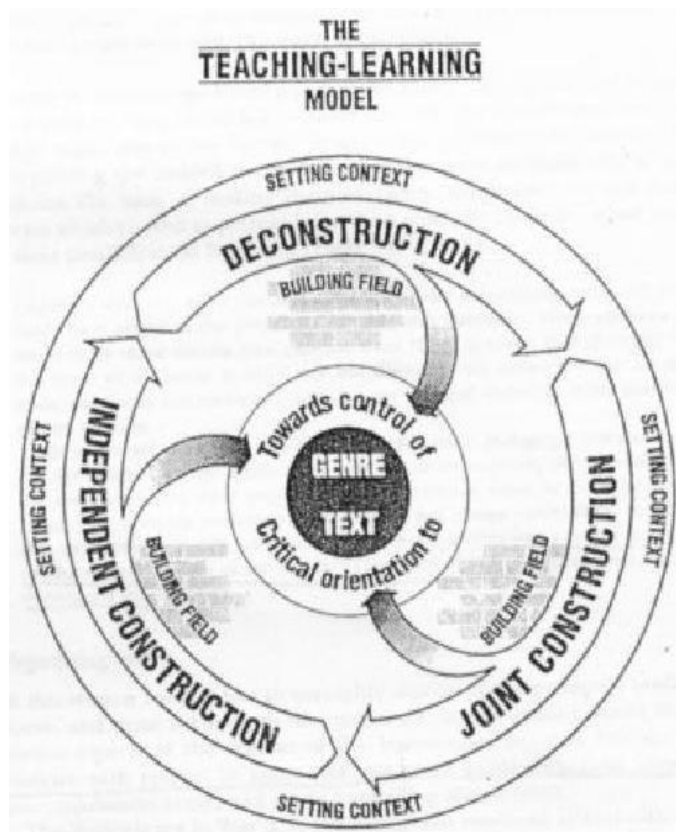 THE
TEACHING-LEARNING
MODEL
SETTING CONTEXT
DECONSTRUCTION
BUILDING FIELD
Towards control of
GENRE
TEXT
Critical orientation to
INDEPENDENT CONSTRUCTION
BUILDING FIELD
SETTING CONTEXT
JOINT CONSTRUCTION
BUILDING FIELD
SETTING CONTEXT
SETTING CONTEXT